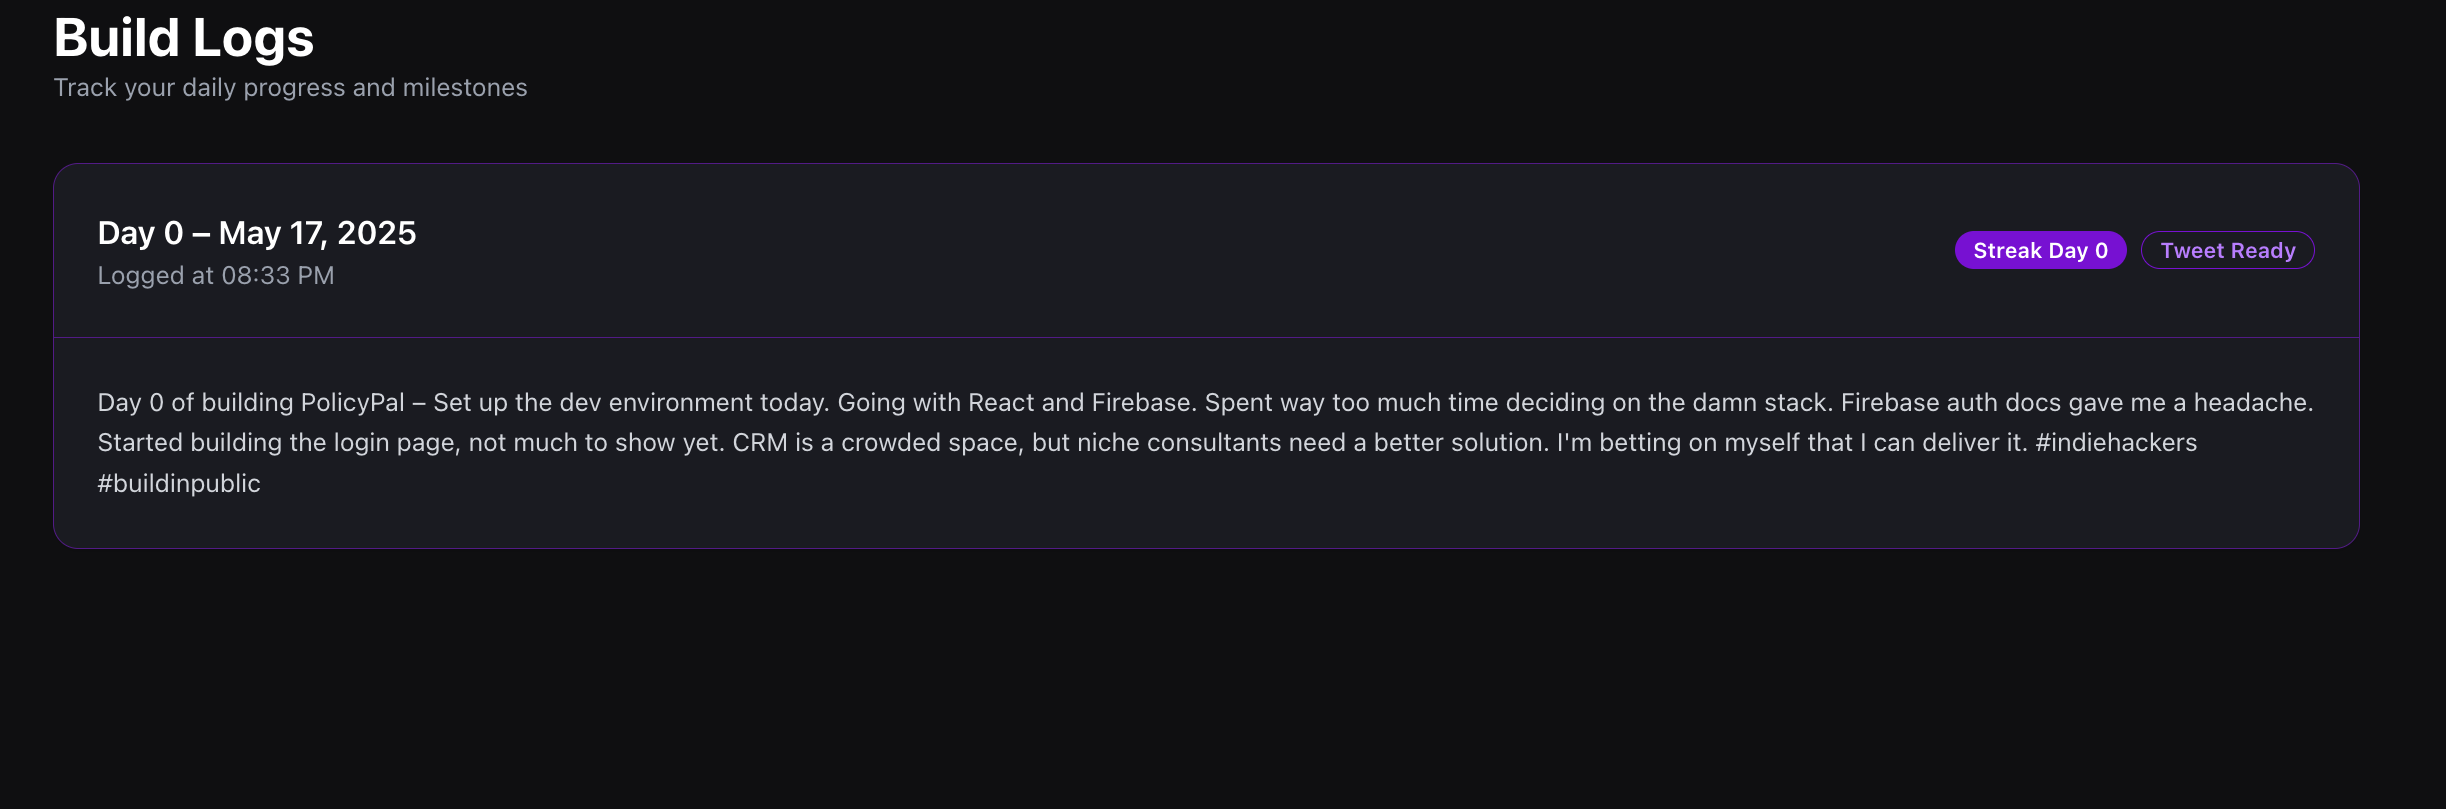 Build Logs
Track your daily progress and milestones
Day 0 – May 17, 2025
Logged at 08:33 PM
Streak Day 0
Tweet Ready
Day 0 of building PolicyPal – Set up the dev environment today. Going with React and Firebase. Spent way too much time deciding on the damn stack. Firebase auth docs gave me a headache.
Started building the login page, not much to show yet. CRM is a crowded space, but niche consultants need a better solution. I'm betting on myself that I can deliver it. #indiehackers
#buildinpublic